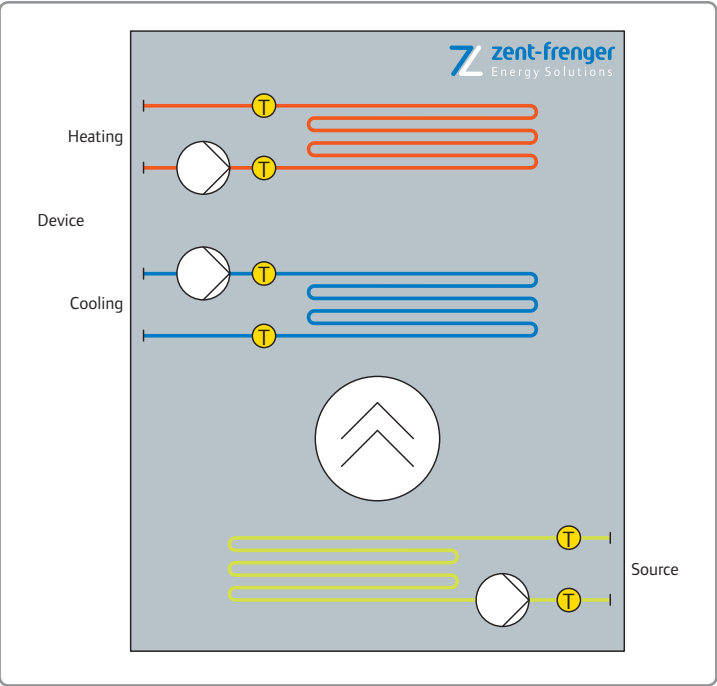 zent-frenger
Energy Solutions
T
Heating
T
Device
T
Cooling
T
T
Source
T